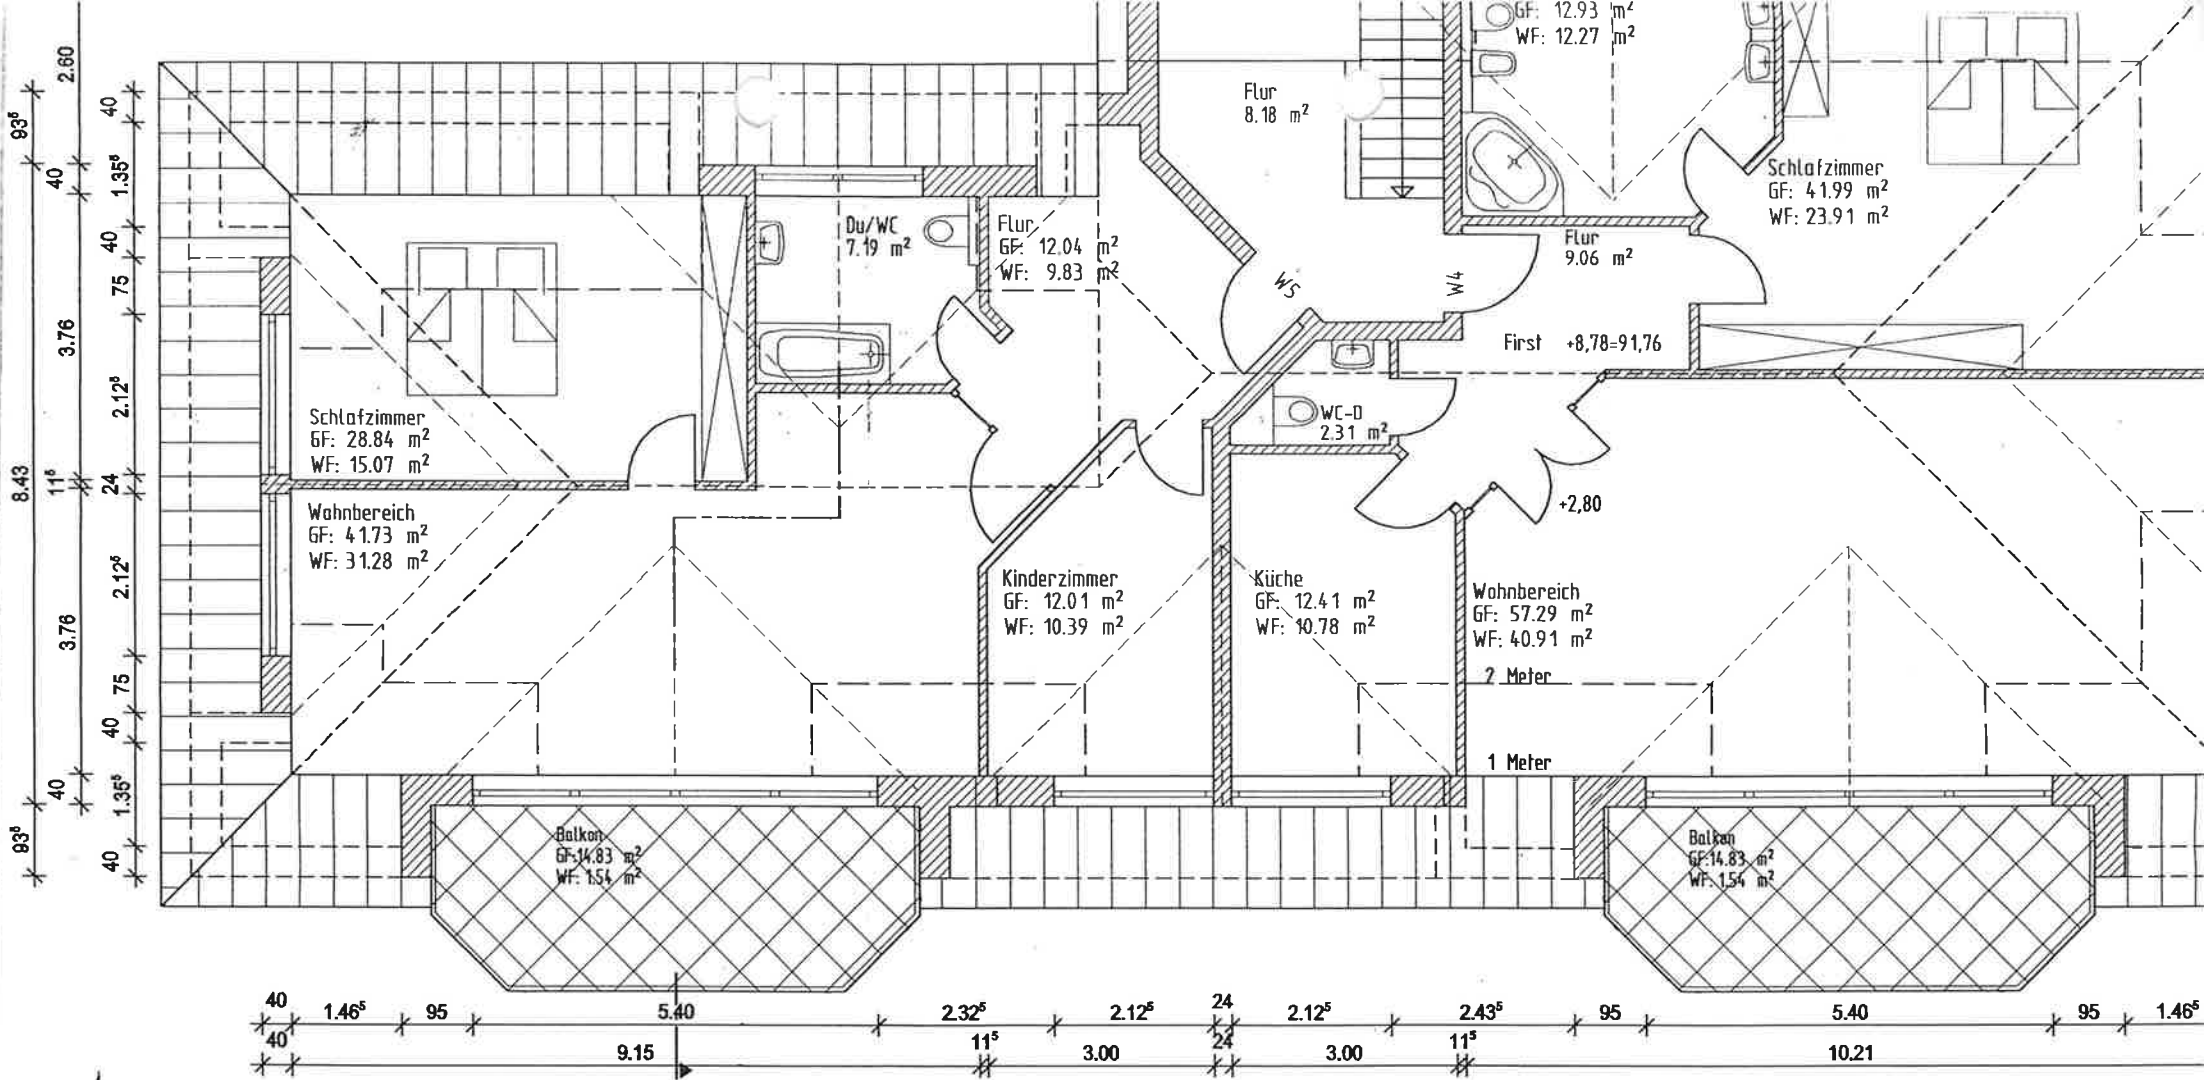 GF: 12.93 m²
WF: 12.27 m²
Flur
8.18 m²
Schlafzimmer
GF: 41.99 m²
WF: 23.91 m²
Du/WC
7.19 m²
Flur
GF: 12.04 m²
WF: 9.83 m²
Flur
9.06 m²
W5
W4
First +8,78=91,76
Schlafzimmer
GF: 28.84 m²
WF: 15.07 m²
WC-D
2.31 m²
+2,80
Wohnbereich
GF: 41.73 m²
WF: 31.28 m²
Kinderzimmer
GF: 12.01 m²
WF: 10.39 m²
Küche
GF: 12.41 m²
WF: 10.78 m²
Wohnbereich
GF: 57.29 m²
WF: 40.91 m²
2 Meter
1 Meter
Balkon
GF:14.83 m²
WF: 1.54 m²
Balkon
GF:14.83 m²
WF: 1.54 m²
93⁵
8.43
93⁵
2.60
40
3.76
11⁵
3.76
40
40
1.35⁵
40
75
2.12⁵
24
2.12⁵
75
40
1.35⁵
40
40 1.46⁵ 95 5.40 2.32⁵ 2.12⁵ 24 2.12⁵ 2.43⁵ 95 5.40 95 1.46⁵
40 9.15 11⁵ 3.00 24 3.00 11⁵ 10.21